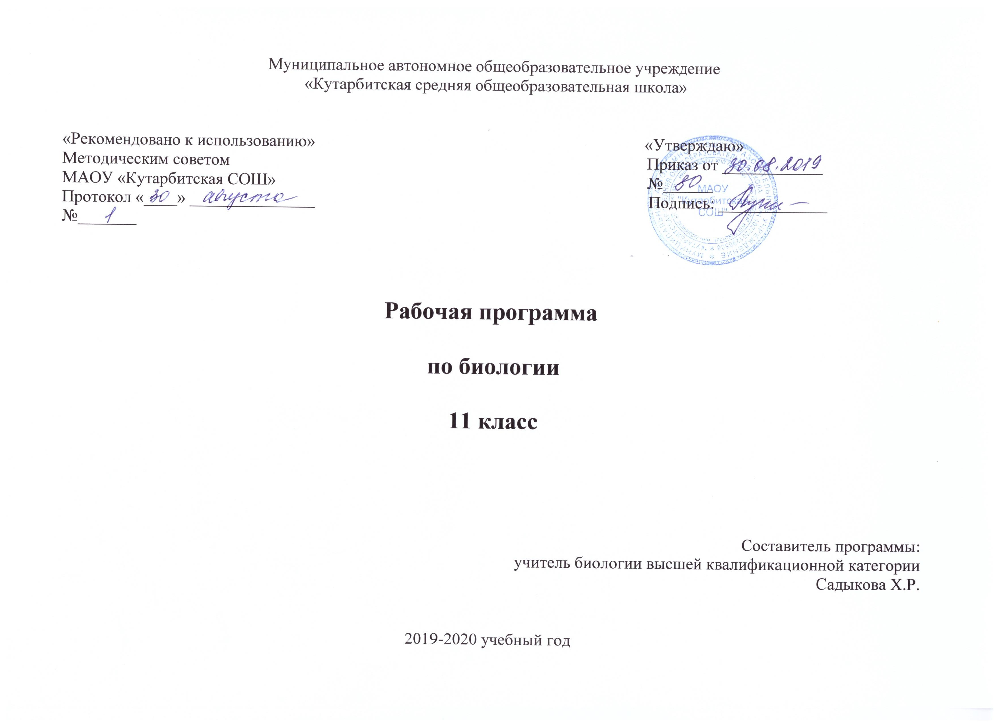 Муниципальное автономное общеобразовательное учреждение
«Кутарбитская средняя общеобразовательная школа»
«Рекомендовано к использованию»
Методическим советом
МАОУ «Кутарбитская СОШ»
Протокол «30» августа
№ 1
«Утверждаю»
Приказ от 30.08.2019
№ 80
Подпись:
МАОУ
"Кутарбитская
СОШ"
Рабочая программа
по биологии
11 класс
Составитель программы:
учитель биологии высшей квалификационной категории
Садыкова Х.Р.
2019-2020 учебный год